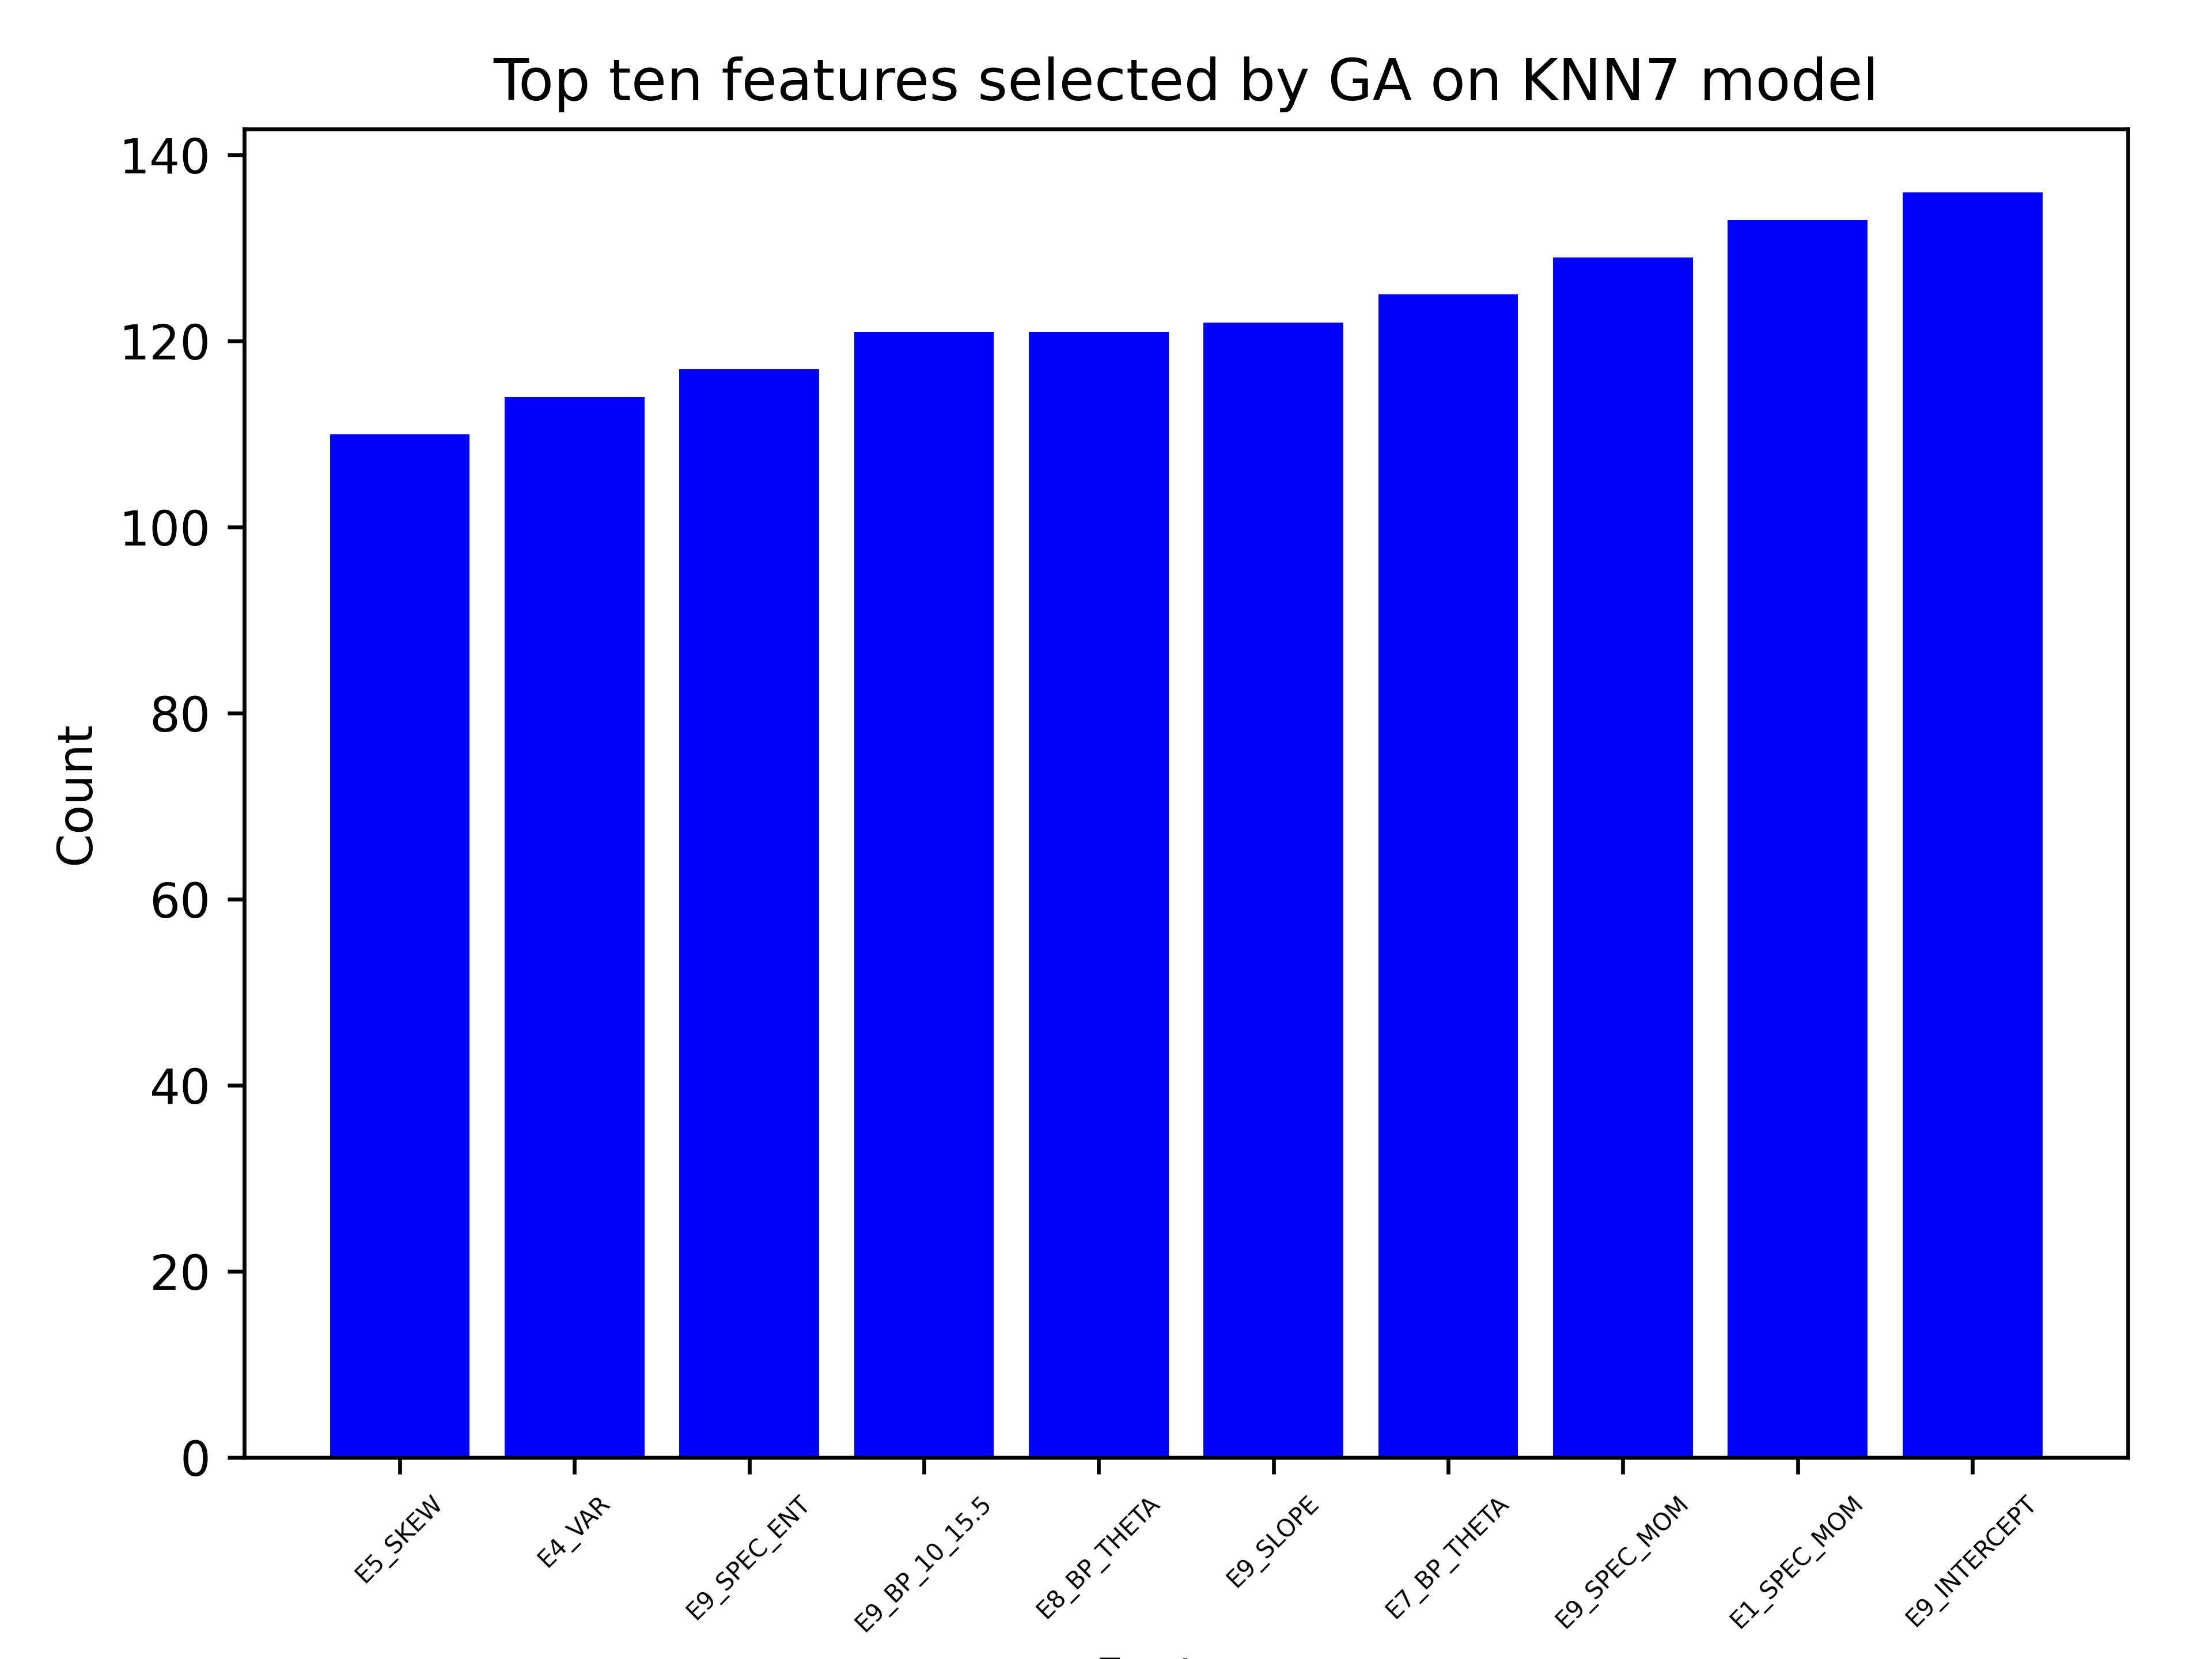 Top ten features selected by GA on KNN7 model
140
120
100
80
60
40
20
0
Count
E5_SKEW
E4_VAR
E9_SPEC_ENT
E9_BP_10_15.5
E8_BP_THETA
E9_SLOPE
E7_BP_THETA
E9_SPEC_MOM
E1_SPEC_MOM
E9_INTERCEPT